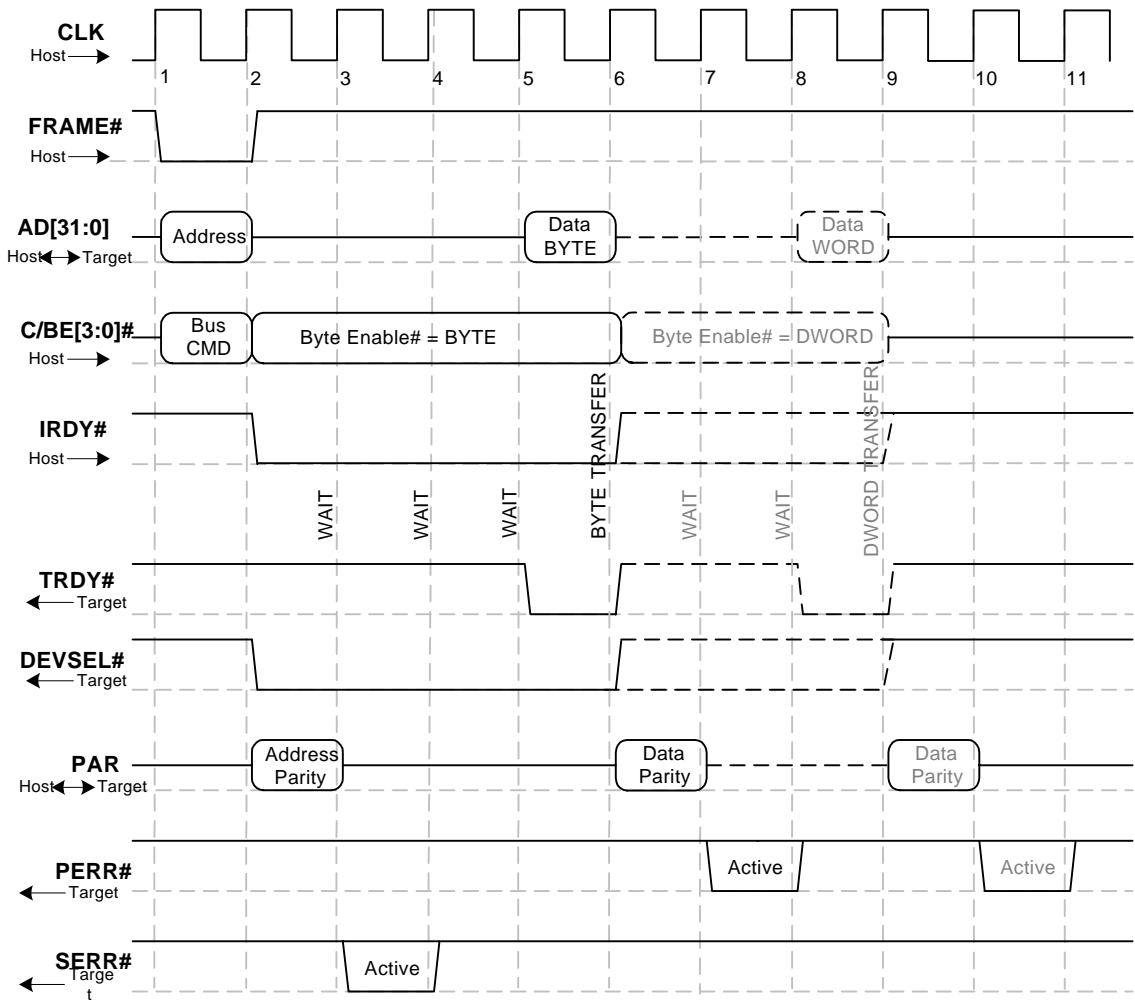 CLK
Host
1 2 3 4 5 6 7 8 9 10 11
FRAME#
Host
AD[31:0]
Host Target
Address
Data
BYTE
Data
WORD
C/BE[3:0]#
Host
Bus
CMD
Byte Enable# = BYTE
Byte Enable# = DWORD
IRDY#
Host
WAIT
WAIT
WAIT
BYTE TRANSFER
WAIT
WAIT
DWORD TRANSFER
TRDY#
Target
DEVSEL#
Target
PAR
Host Target
Address
Parity
Data
Parity
Data
Parity
PERR#
Target
Active
Active
SERR#
Targe
t
Active